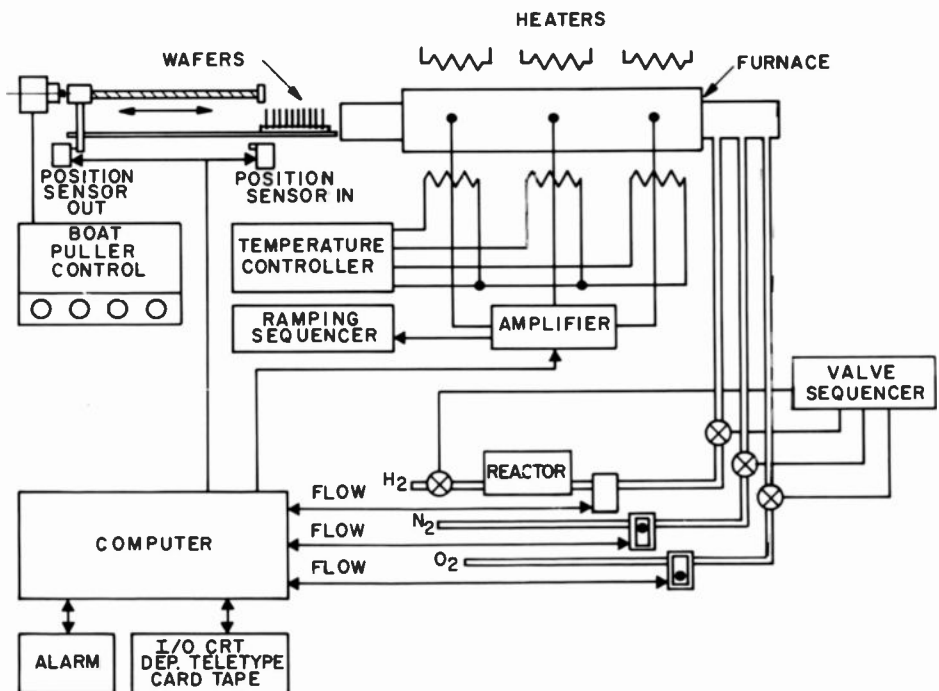 HEATERS
WAFERS
FURNACE
POSITION
SENSOR
OUT
POSITION
SENSOR IN
BOAT
PULLER
CONTROL
TEMPERATURE
CONTROLLER
RAMPING
SEQUENCER
AMPLIFIER
VALVE
SEQUENCER
H2
REACTOR
FLOW
N2
FLOW
O2
FLOW
COMPUTER
ALARM
I/O CRT
DEP. TELETYPE
CARD TAPE